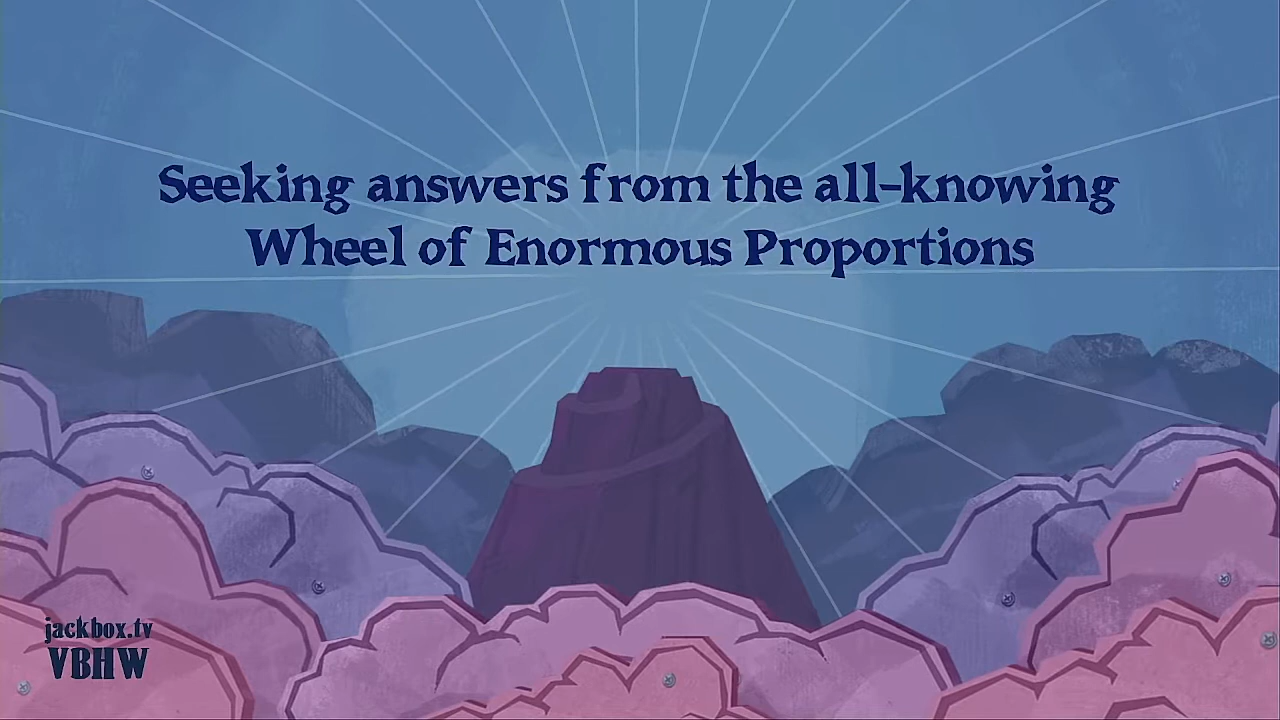 Seeking answers from the all-knowing
Wheel of Enormous Proportions
jackbox.tv
VBHW